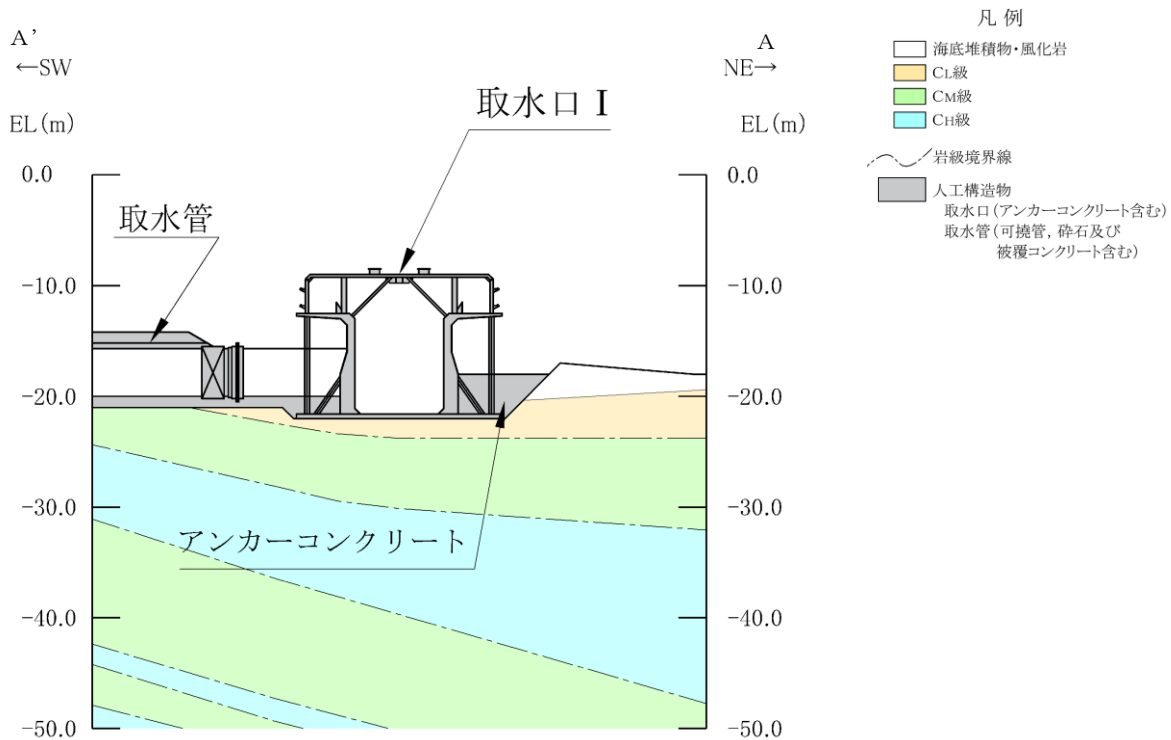 A’
←SW
EL(m)
A
NE→
EL(m)
取水口 I
取水管
アンカーコンクリート
0.0
-10.0
-20.0
-30.0
-40.0
-50.0
0.0
-10.0
-20.0
-30.0
-40.0
-50.0
凡 例
海底堆積物・風化岩
CL級
CM級
CH級
岩級境界線
人工構造物
取水口(アンカーコンクリート含む)
取水管(可撓管, 砕石及び
被覆コンクリート含む)